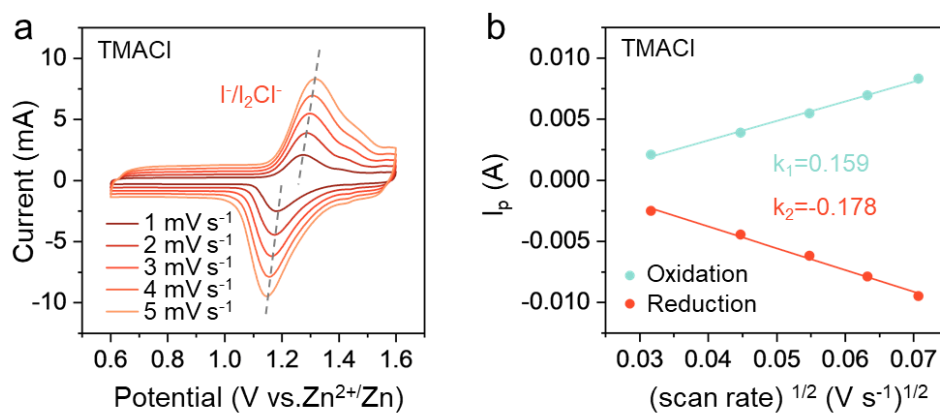 a
TMACl
I⁻/I₂Cl⁻
Current (mA)
10
5
0
-5
-10
1 mV s⁻¹
2 mV s⁻¹
3 mV s⁻¹
4 mV s⁻¹
5 mV s⁻¹
0.6 0.8 1.0 1.2 1.4 1.6
Potential (V vs.Zn²⁺/Zn)
b
TMACl
Iₚ (A)
0.010
0.005
0.000
-0.005
-0.010
k₁=0.159
k₂=-0.178
Oxidation
Reduction
0.03 0.04 0.05 0.06 0.07
(scan rate) ¹/² (V s⁻¹)¹/²